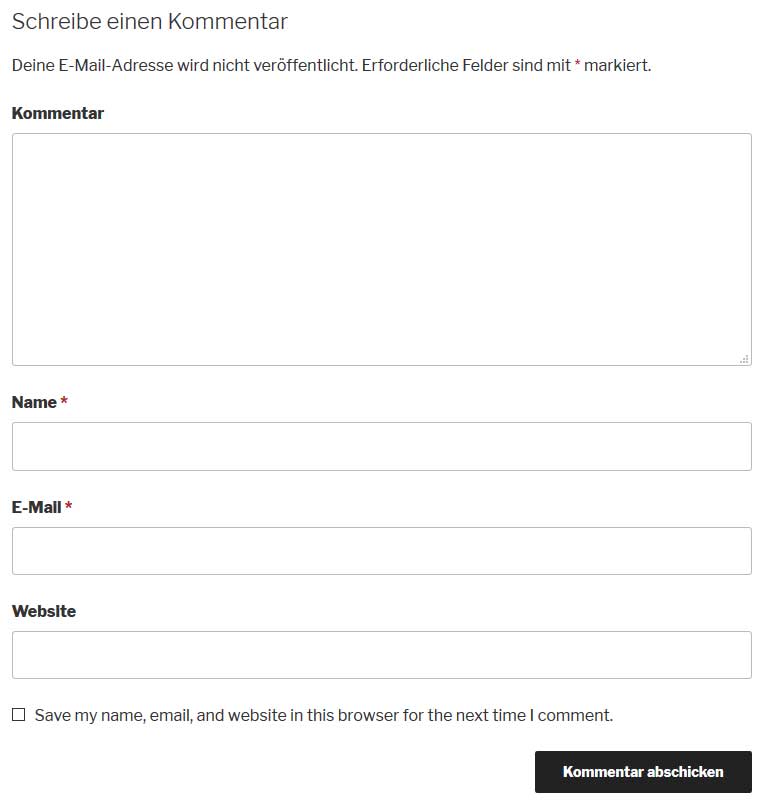 Schreibe einen Kommentar
Deine E-Mail-Adresse wird nicht veröffentlicht. Erforderliche Felder sind mit * markiert.
Kommentar
Name *
E-Mail *
Website
Save my name, email, and website in this browser for the next time I comment.
Kommentar abschicken